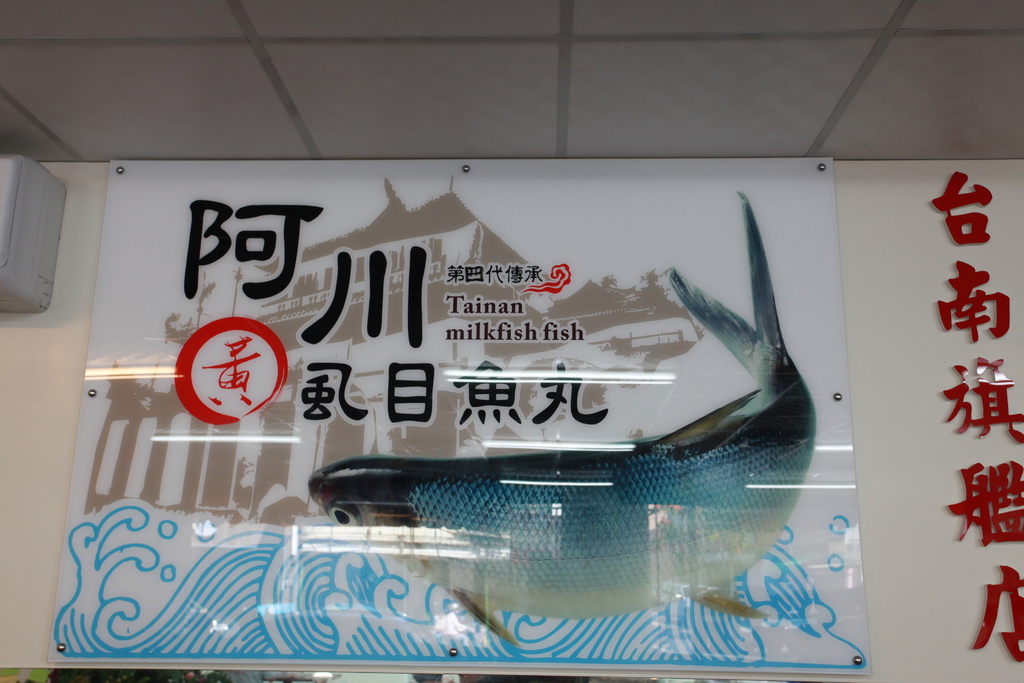 阿川
第四代傳承
Tainan
milkfish fish
黃
虱目魚丸
台南旗艦店